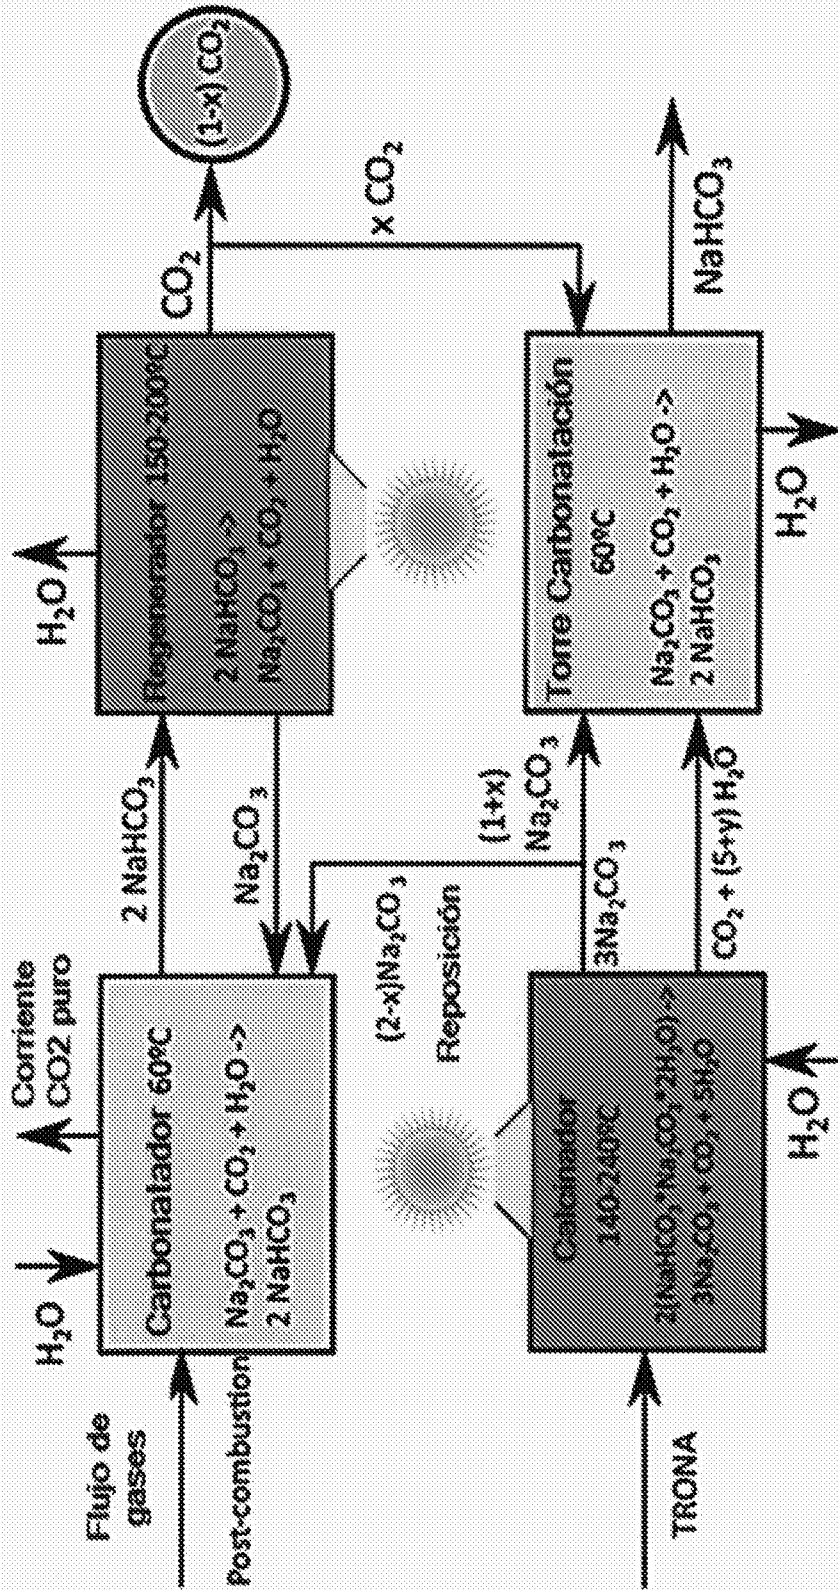 Flujo de
gases
Post-combustion
H₂O
Corriente
CO2 puro
Carbonatador 60ºC
Na₂CO₃ + CO₂ + H₂O ->
2 NaHCO₃
2 NaHCO₃
Na₂CO₃
H₂O
Regenerador 150-200ºC
2 NaHCO₃ ->
Na₂CO₃ + CO₂ + H₂O
CO₂
(1-x) CO₂
x CO₂
(2-x)Na₂CO₃
Reposición
TRONA
Calcinador
140-240ºC
2(NaHCO₃*Na₂CO₃*2H₂O) ->
3Na₂CO₃ + CO₂ + 5H₂O
H₂O
3Na₂CO₃
(1+x)
Na₂CO₃
CO₂ + (5+y) H₂O
Torre Carbonatación
60ºC
Na₂CO₃ + CO₂ + H₂O ->
2 NaHCO₃
H₂O
NaHCO₃